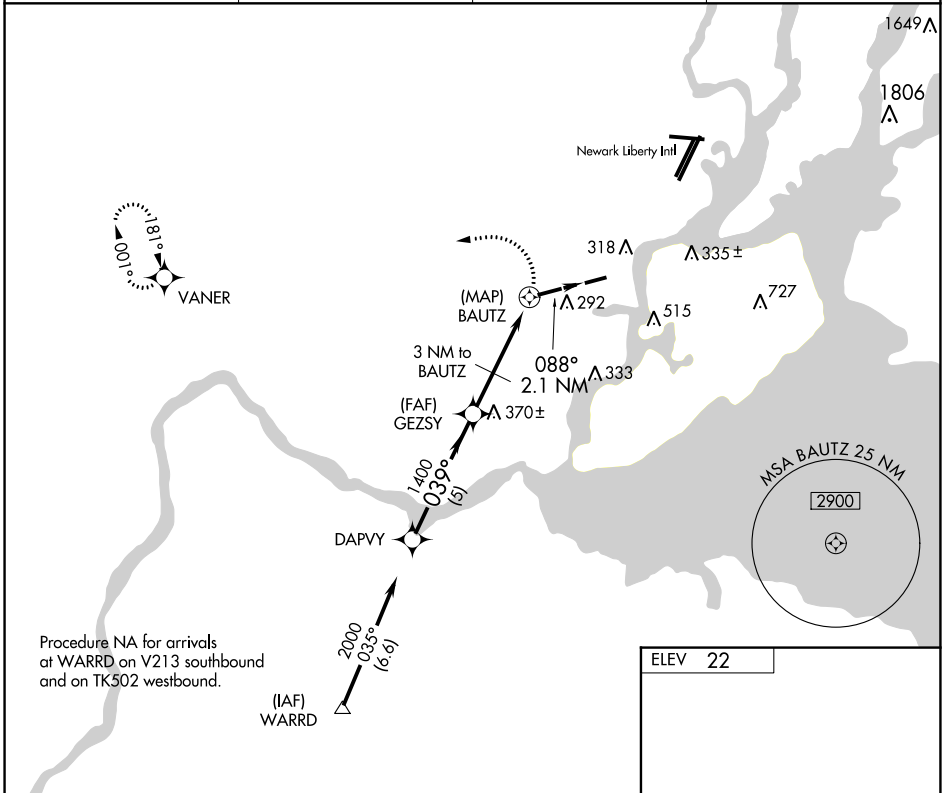 1649
1806
Newark Liberty Intl
181°
001°
VANER
318
335±
(MAP)
BAUTZ
292
727
515
3 NM to
BAUTZ
088°
2.1 NM
333
(FAF)
GEZSY
370±
MSA BAUTZ 25 NM
2900
1400
039°
(5)
DAPVY
2000
035°
(6.6)
Procedure NA for arrivals
at WARRD on V213 southbound
and on TK502 westbound.
(IAF)
WARRD
ELEV 22